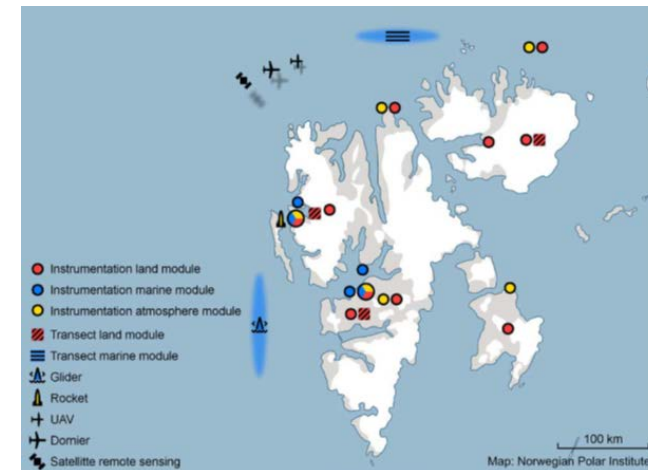 Instrumentation land module
Instrumentation marine module
Instrumentation atmosphere module
Transect land module
Transect marine module
Glider
Rocket
UAV
Dornier
Satellitte remote sensing
100 km
Map: Norwegian Polar Institute